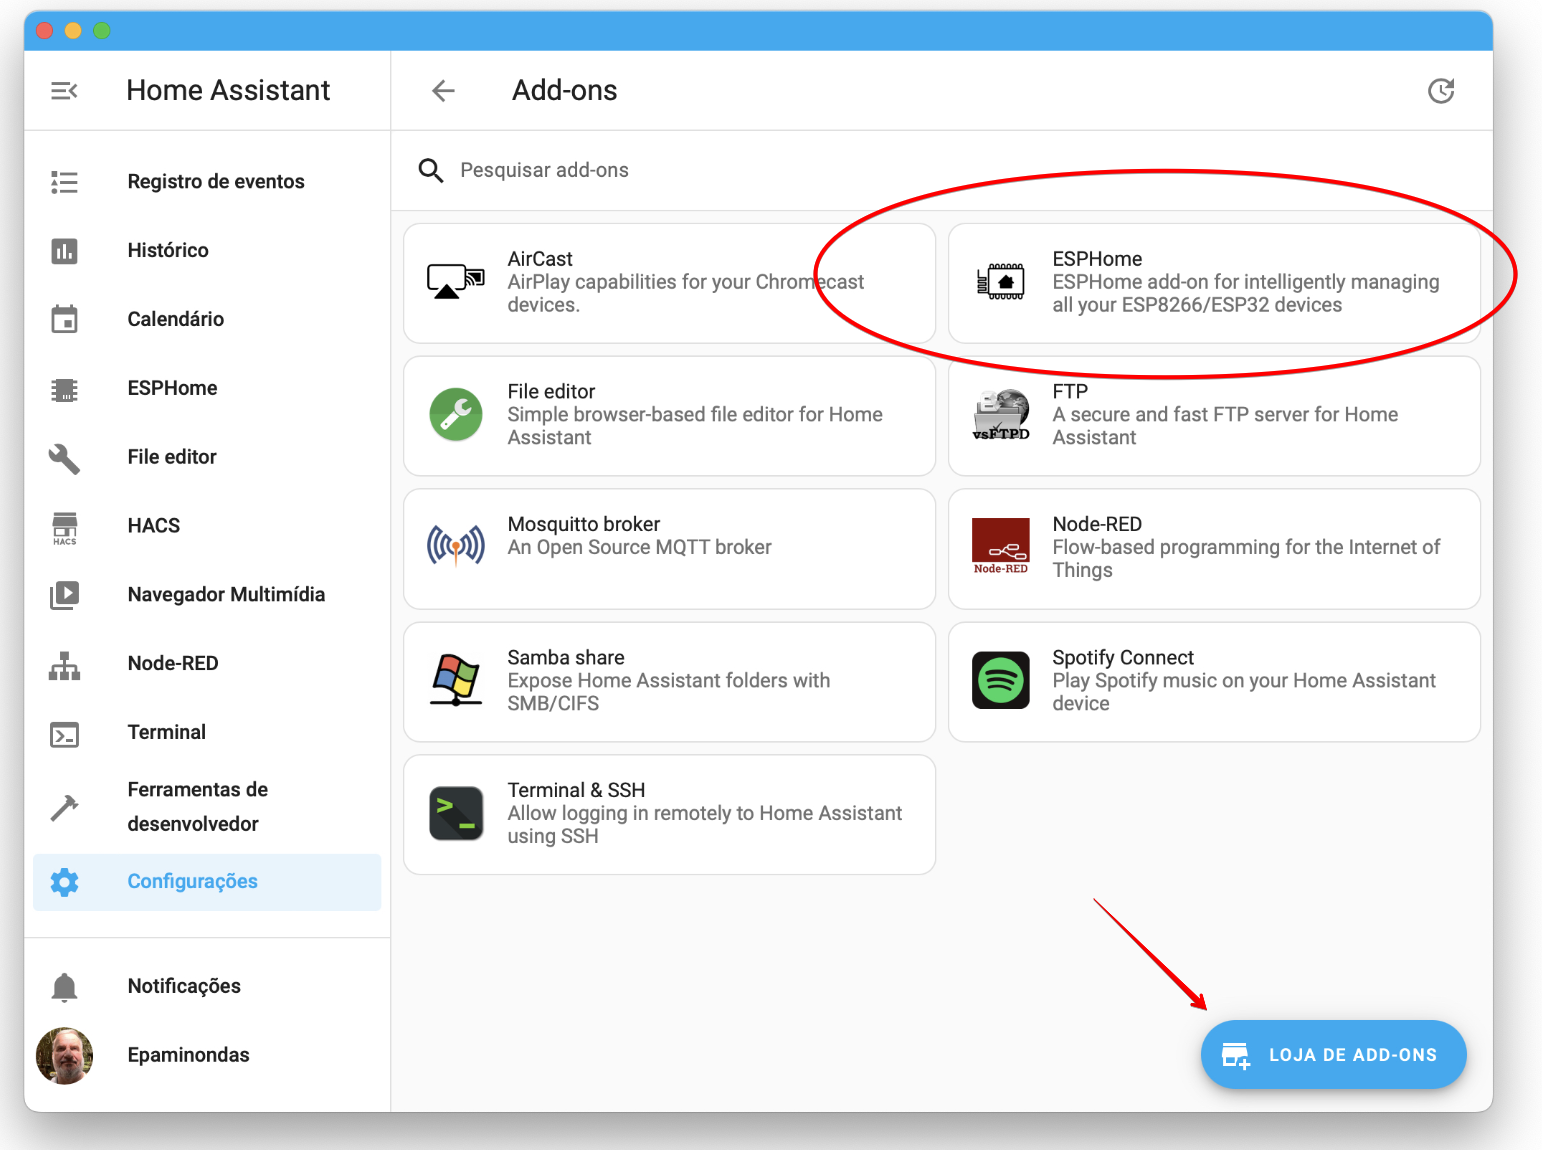 Home Assistant
Add-ons
Pesquisar add-ons
Registro de eventos
Histórico
Calendário
ESPHome
File editor
HACS
HACS
Navegador Multimídia
Node-RED
Terminal
Ferramentas de
desenvolvedor
Configurações
Notificações
Epaminondas
AirCast
AirPlay capabilities for your Chromecast
devices.
ESPHome
ESPHome add-on for intelligently managing
all your ESP8266/ESP32 devices
File editor
Simple browser-based file editor for Home
Assistant
vsFTPD
FTP
A secure and fast FTP server for Home
Assistant
Mosquitto broker
An Open Source MQTT broker
Node-RED
Node-RED
Flow-based programming for the Internet of
Things
Samba share
Expose Home Assistant folders with
SMB/CIFS
Spotify Connect
Play Spotify music on your Home Assistant
device
Terminal & SSH
Allow logging in remotely to Home Assistant
using SSH
LOJA DE ADD-ONS